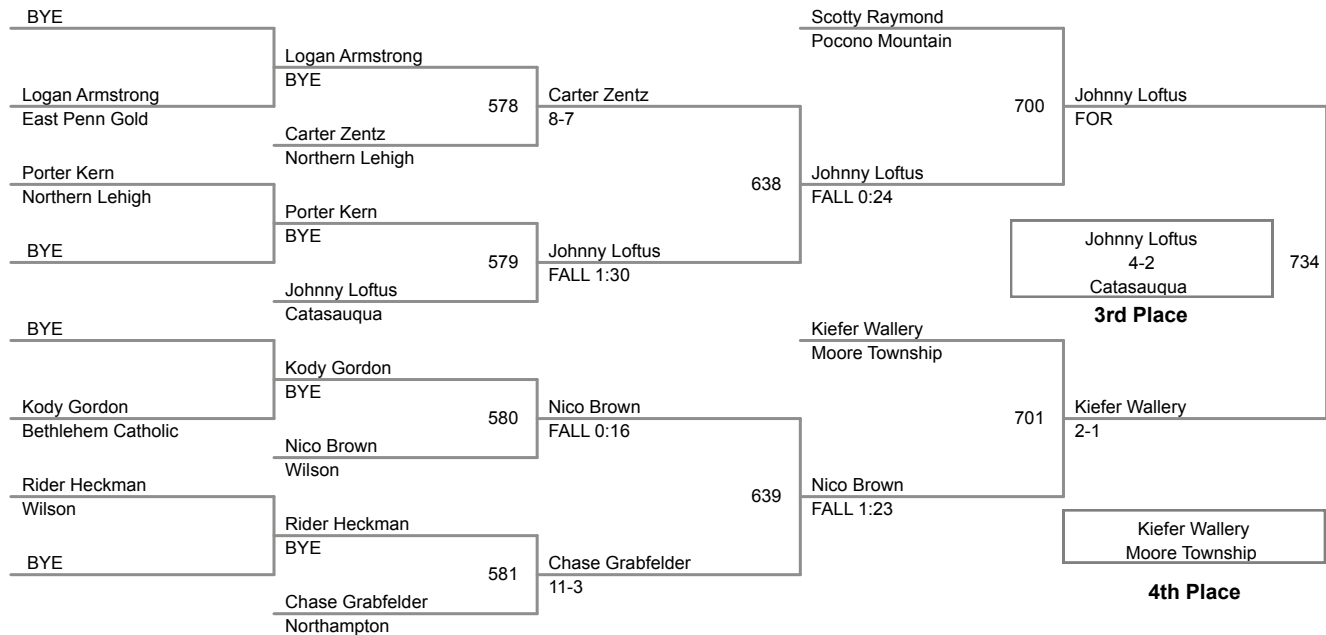 BYE
Logan Armstrong
East Penn Gold
Porter Kern
Northern Lehigh
BYE
BYE
Kody Gordon
Bethlehem Catholic
Rider Heckman
Wilson
BYE
Logan Armstrong
BYE
578
Carter Zentz
Northern Lehigh
Porter Kern
BYE
579
Johnny Loftus
Catasauqua
Kody Gordon
BYE
580
Nico Brown
Wilson
Rider Heckman
BYE
581
Chase Grabfelder
Northampton
Carter Zentz
8-7
638
Johnny Loftus
FALL 1:30
Nico Brown
FALL 0:16
639
Chase Grabfelder
11-3
Scotty Raymond
Pocono Mountain
700
Johnny Loftus
FALL 0:24
Kiefer Wallery
Moore Township
701
Nico Brown
FALL 1:23
Johnny Loftus
FOR
Johnny Loftus
4-2
Catasauqua
734
3rd Place
Kiefer Wallery
2-1
Kiefer Wallery
Moore Township
4th Place